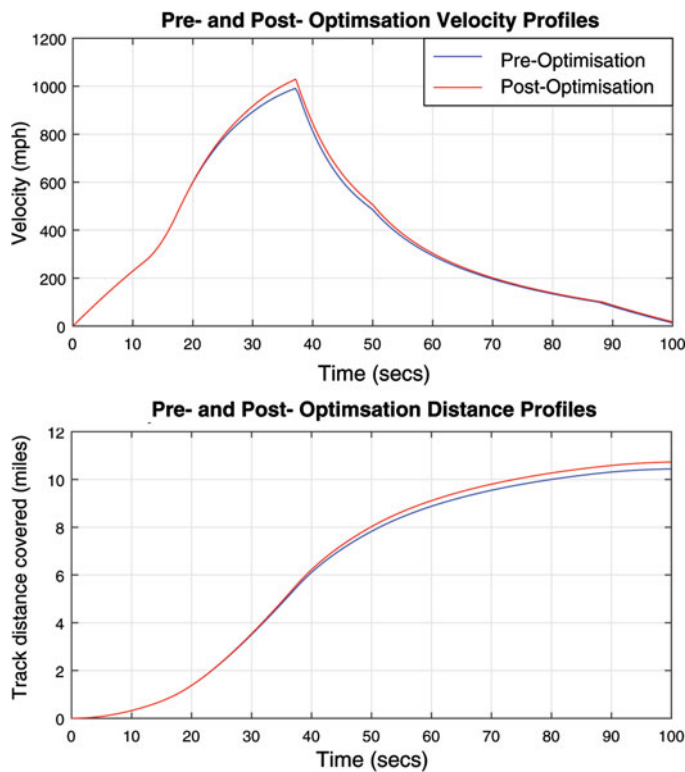 Pre- and Post- Optimsation Velocity Profiles
1200
1000
800
600
400
200
0
Velocity (mph)
Pre-Optimisation
Post-Optimisation
0 10 20 30 40 50 60 70 80 90 100
Time (secs)
Pre- and Post- Optimsation Distance Profiles
12
10
8
6
4
2
0
Track distance covered (miles)
0 10 20 30 40 50 60 70 80 90 100
Time (secs)